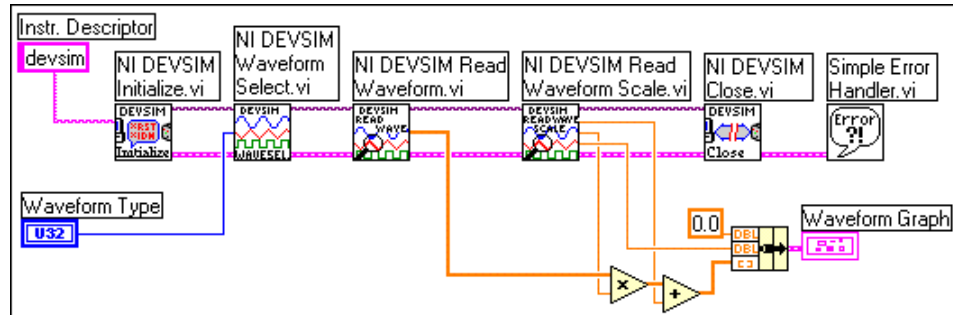 Instr. Descriptor
devsim
NI DEVSIM
Initialize.vi
NI DEVSIM
Waveform
Select.vi
NI DEVSIM Read
Waveform.vi
NI DEVSIM Read
Waveform Scale.vi
NI DEVSIM
Close.vi
Simple Error
Handler.vi
DEVSIM
XRST
XIDN
Initialize
DEVSIM
WAVESEL
DEVSIM
READ
WAVE
DEVSIM
READWAVE
SCALE
DEVSIM
Close
Error
?!
Waveform Type
U32
0.0
DBL
DBL
Waveform Graph
x
+